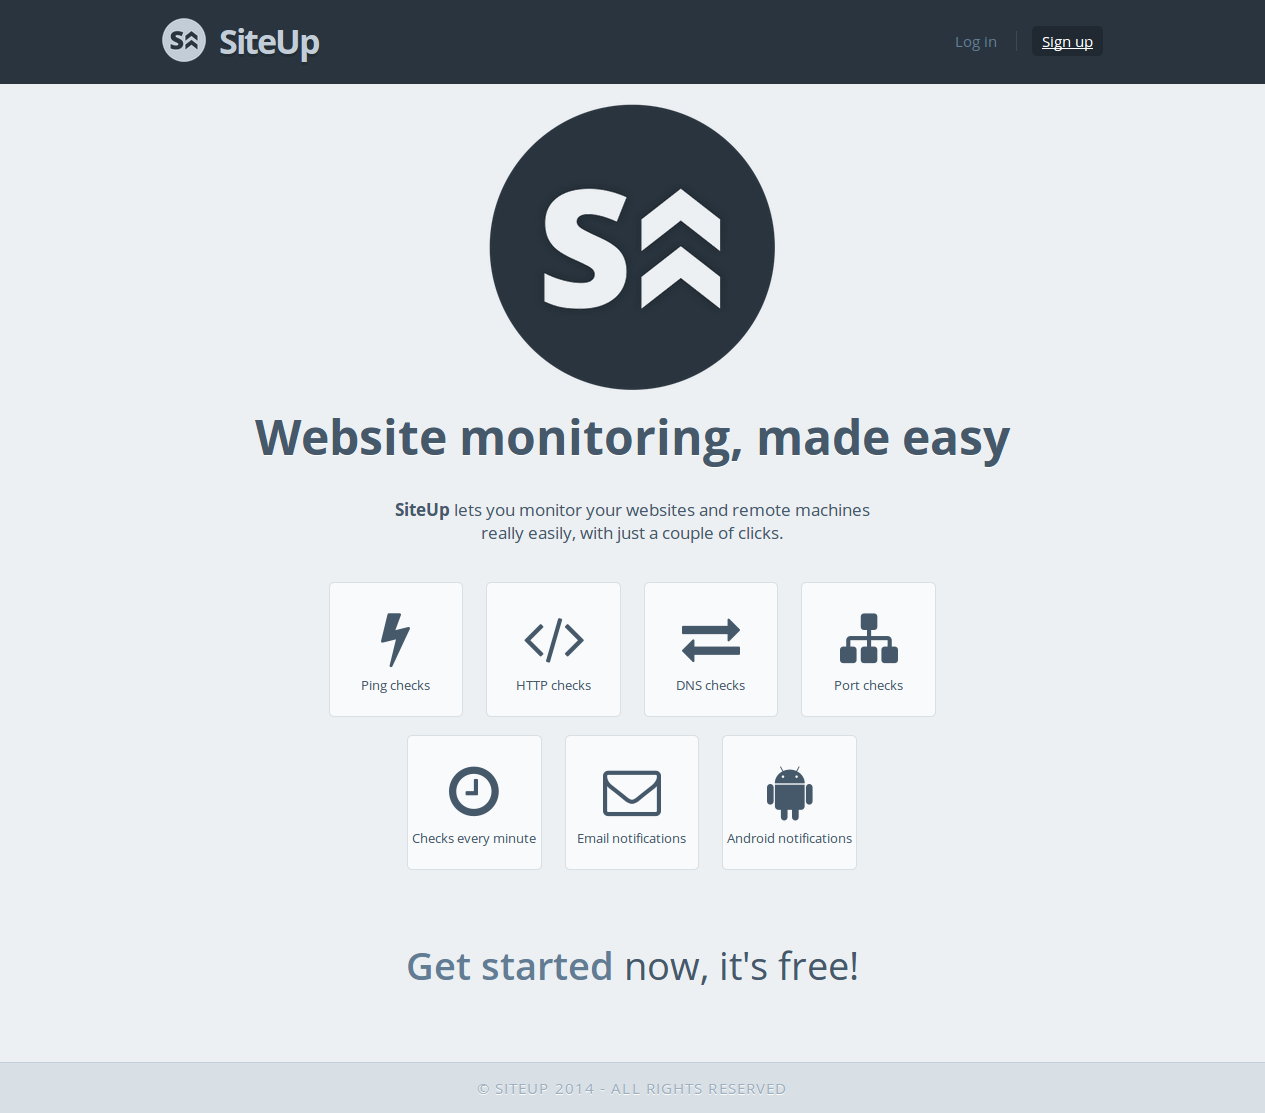 SiteUp
Log In
Sign up
S
Website monitoring, made easy
SiteUp lets you monitor your websites and remote machines
really easily, with just a couple of clicks.
Ping checks
HTTP checks
DNS checks
Port checks
Checks every minute
Email notifications
Android notifications
Get started now, it's free!
© SITEUP 2014 - ALL RIGHTS RESERVED